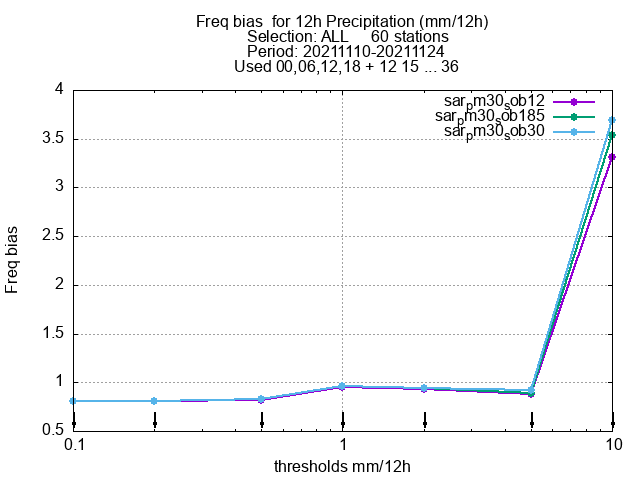 Freq bias  for 12h Precipitation (mm/12h)
Selection: ALL     60 stations
Period: 20211110-20211124
Used 00,06,12,18 + 12 15 ... 36
sarpm30sob12
sarpm30sob185
sarpm30sob30
4
3.5
3
2.5
2
1.5
1
0.5
Freq bias
0.1
1
10
thresholds mm/12h